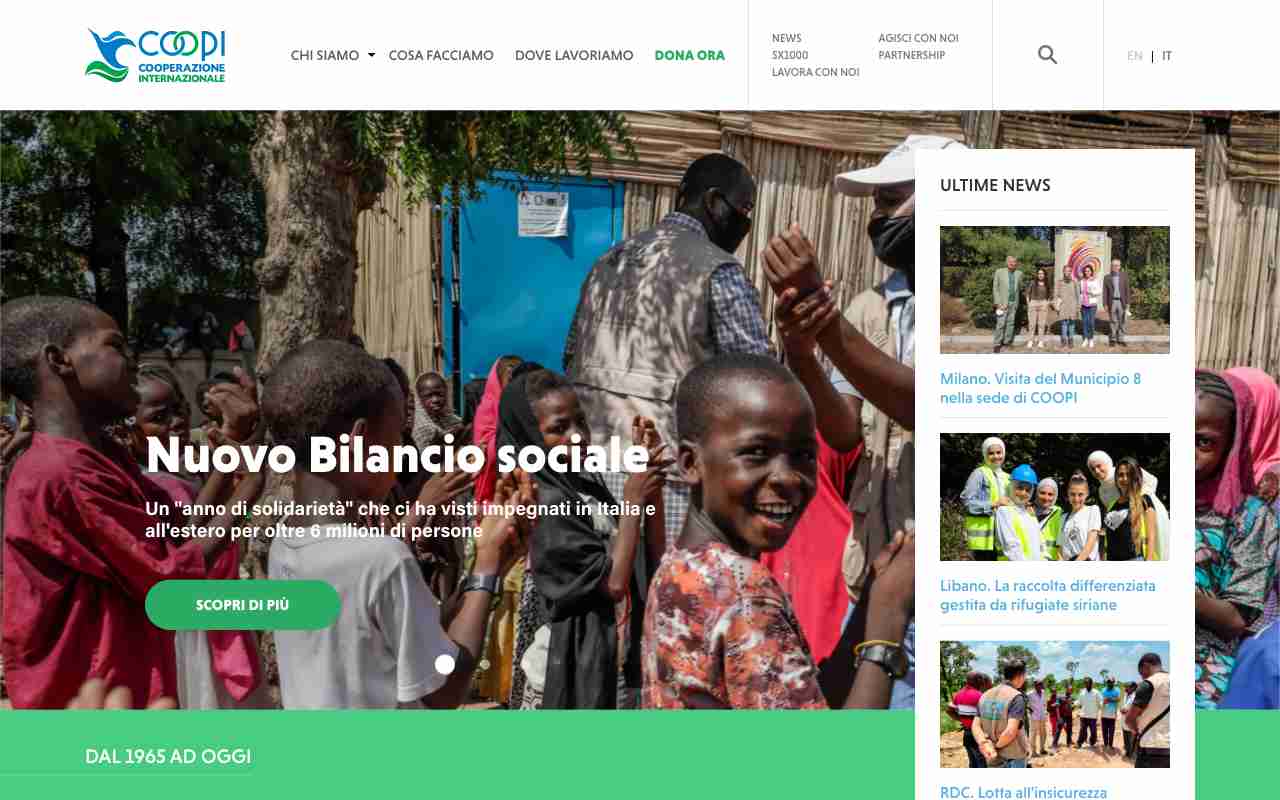 COOPI
COOPERAZIONE
INTERNAZIONALE
CHI SIAMO
COSA FACCIAMO
DOVE LAVORIAMO
DONA ORA
NEWS
5X1000
LAVORA CON NOI
AGISCI CON NOI
PARTNERSHIP
EN | IT
Nuovo Bilancio sociale
Un "anno di solidarietà" che ci ha visti impegnati in Italia e
all'estero per oltre 6 milioni di persone
SCOPRI DI PIÙ
ULTIME NEWS
Milano. Visita del Municipio 8
nella sede di COOPI
Libano. La raccolta differenziata
gestita da rifugiate siriane
RDC. Lotta all'insicurezza
DAL 1965 AD OGGI